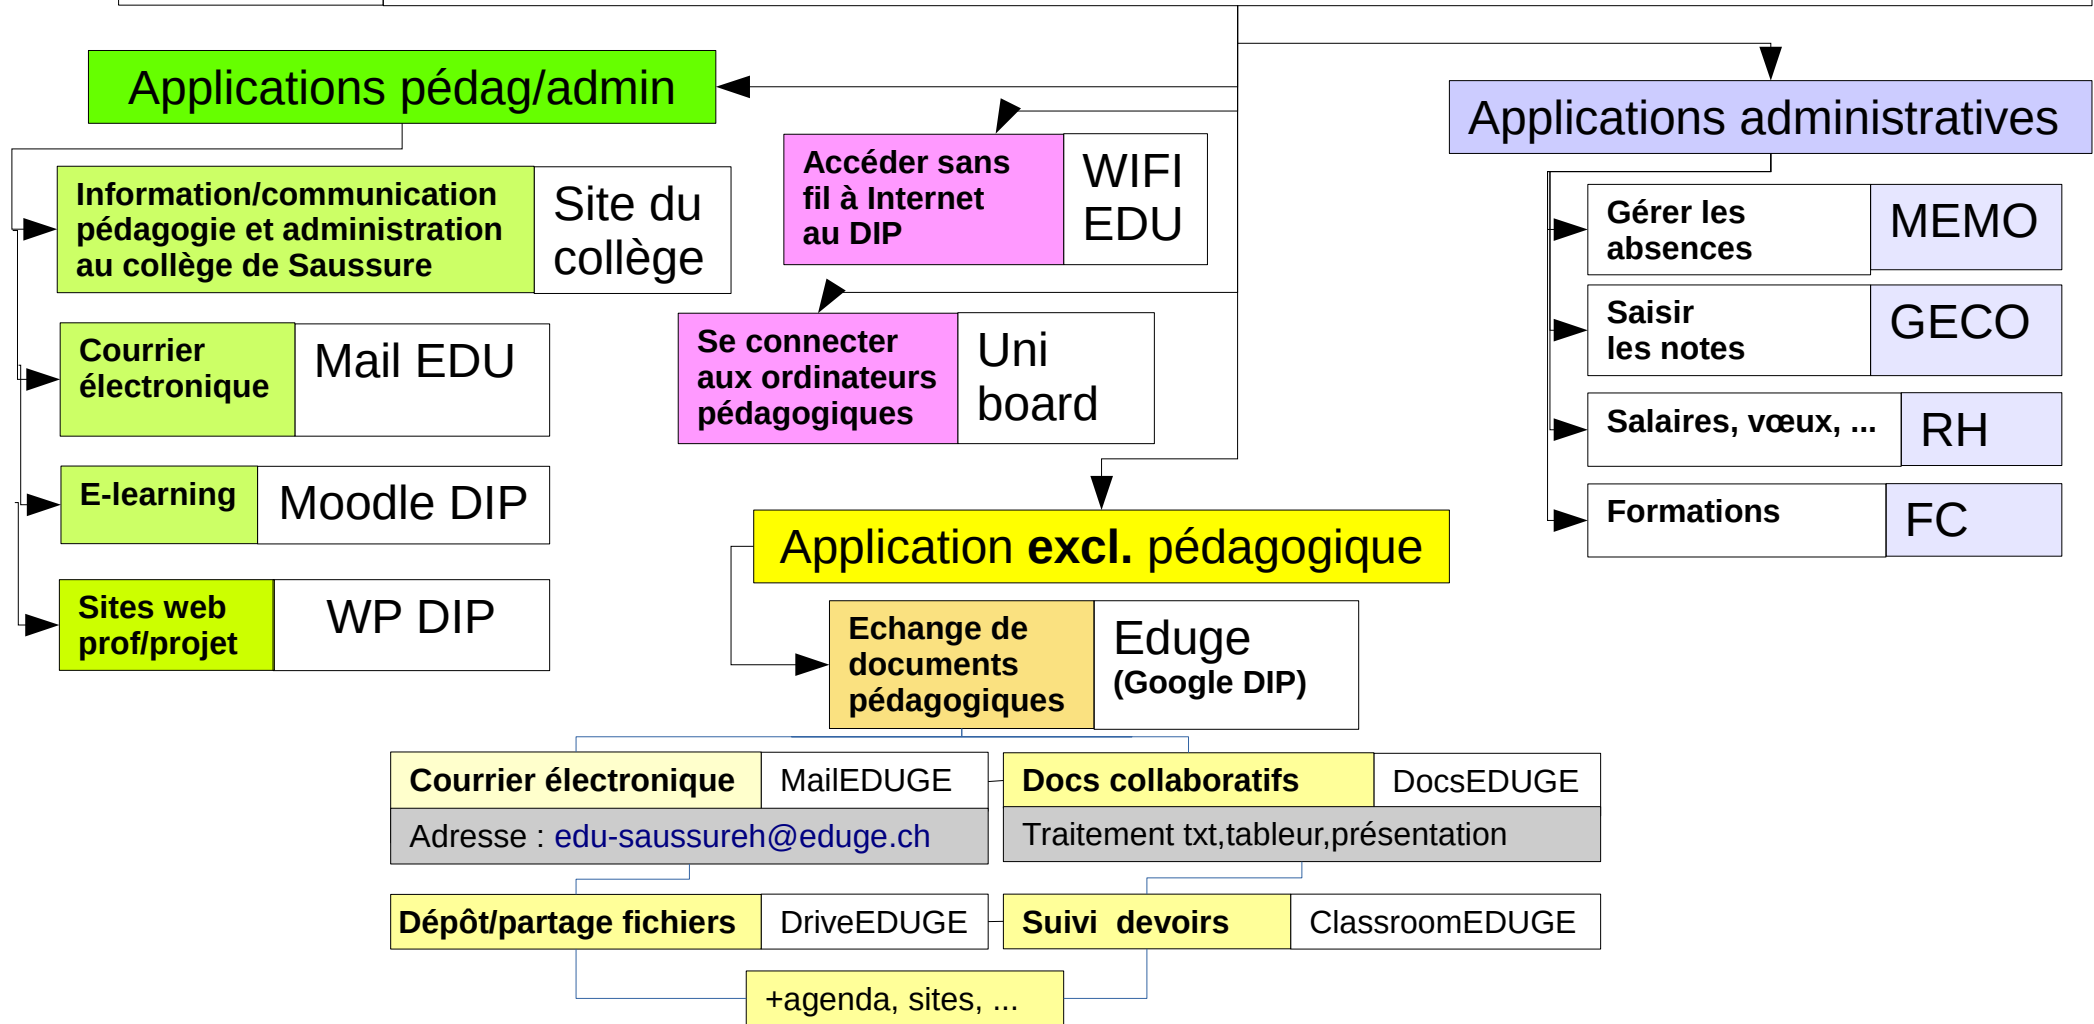 Applications pédag/admin
Information/communication
pédagogie et administration
au collège de Saussure
Site du
collège
Courrier
électronique
Mail EDU
E-learning
Moodle DIP
Sites web
prof/projet
WP DIP
Accéder sans
fil à Internet
au DIP
WIFI
EDU
Se connecter
aux ordinateurs
pédagogiques
Uni
board
Applications administratives
Gérer les
absences
MEMO
Saisir
les notes
GECO
Salaires, vœux, ...
RH
Formations
FC
Application excl. pédagogique
Echange de
documents
pédagogiques
Eduge
(Google DIP)
Courrier électronique
MailEDUGE
Adresse : edu-saussureh@eduge.ch
Docs collaboratifs
DocsEDUGE
Traitement txt,tableur,présentation
Dépôt/partage fichiers
DriveEDUGE
Suivi  devoirs
ClassroomEDUGE
+agenda, sites, ...